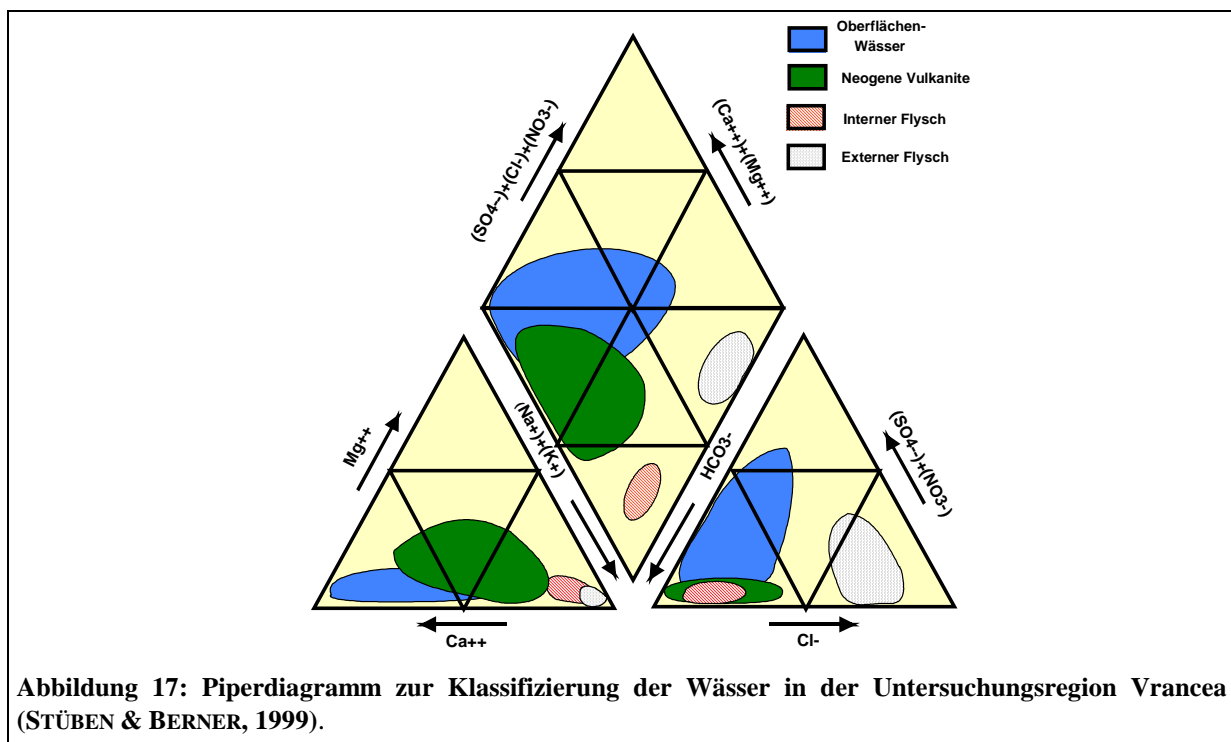 Oberflächen-
Wässer
Neogene Vulkanite
Interner Flysch
Externer Flysch
(SO4--)+(Cl-)+(NO3-)
(Ca++)+(Mg++)
Mg++
(Na+)+(K+)
HCO3-
(SO4--)+(NO3-)
Ca++
Cl-
Abbildung 17: Piperdiagramm zur Klassifizierung der Wässer in der Untersuchungsregion Vrancea
(STÜBEN & BERNER, 1999).